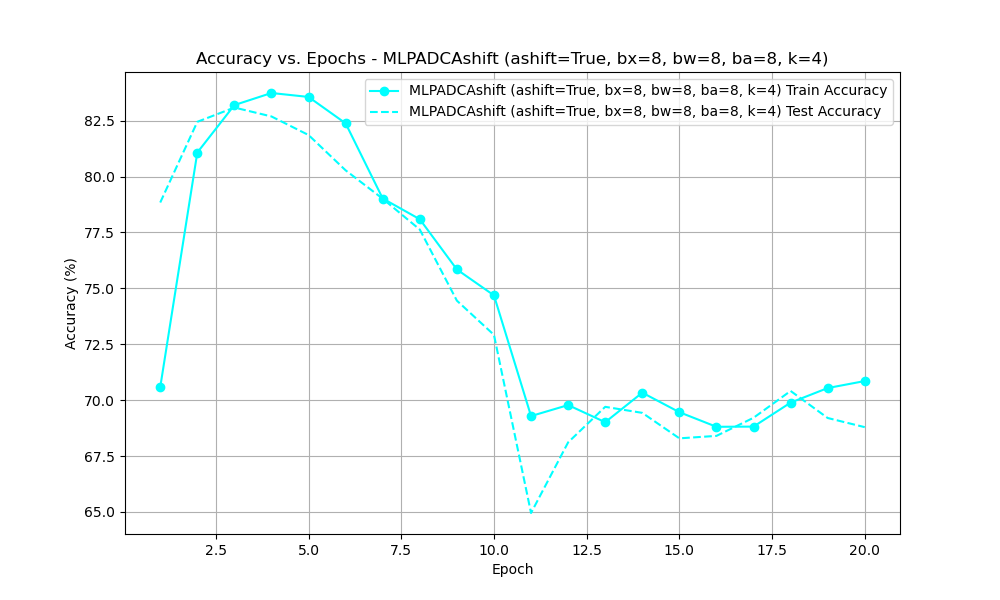 Accuracy vs. Epochs - MLPADCAshift (ashift=True, bx=8, bw=8, ba=8, k=4)
MLPADCAshift (ashift=True, bx=8, bw=8, ba=8, k=4) Train Accuracy
MLPADCAshift (ashift=True, bx=8, bw=8, ba=8, k=4) Test Accuracy
82.5
80.0
77.5
75.0
72.5
70.0
67.5
65.0
Accuracy (%)
2.5 5.0 7.5 10.0 12.5 15.0 17.5 20.0
Epoch